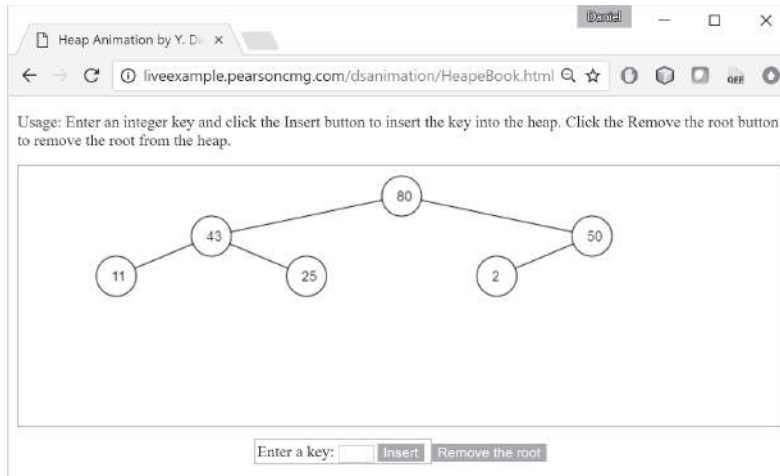 Daniel
Heap Animation by Y. Da
liveexample.pearsoncmg.com/dsanimation/HeapeBook.html
OFF
Usage: Enter an integer key and click the Insert button to insert the key into the heap. Click the Remove the root button
to remove the root from the heap.
80
43 50
11 25 2
Enter a key: Insert Remove the root